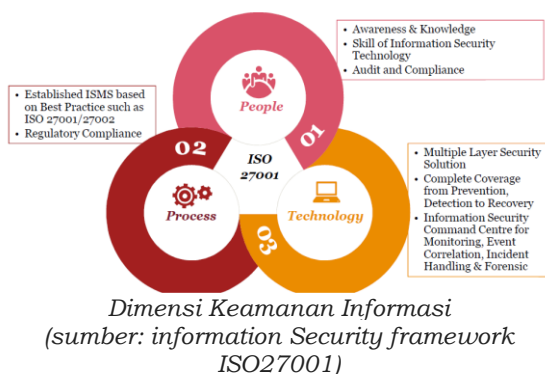 • Awareness & Knowledge
• Skill of Information Security
Technology
• Audit and Compliance
People
01
• Established ISMS based
on Best Practice such as
ISO 27001/27002
• Regulatory Compliance
02
ISO
27001
Process
Technology
03
• Multiple Layer Security
Solution
• Complete Coverage
from Prevention,
Detection to Recovery
• Information Security
Command Centre for
Monitoring, Event
Correlation, Incident
Handling & Forensic
Dimensi Keamanan Informasi
(sumber: information Security framework
ISO27001)